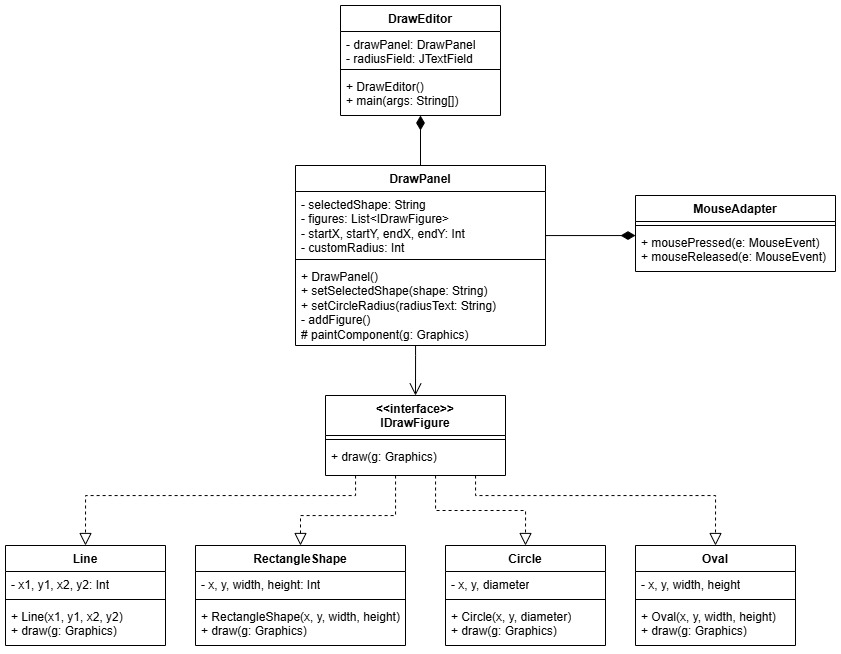 DrawEditor
- drawPanel: DrawPanel
- radiusField: JTextField
+ DrawEditor()
+ main(args: String[])
DrawPanel
- selectedShape: String
- figures: List<IDrawFigure>
- startX, startY, endX, endY: Int
- customRadius: Int
+ DrawPanel()
+ setSelectedShape(shape: String)
+ setCircleRadius(radiusText: String)
- addFigure()
# paintComponent(g: Graphics)
MouseAdapter
+ mousePressed(e: MouseEvent)
+ mouseReleased(e: MouseEvent)
<<interface>>
IDrawFigure
+ draw(g: Graphics)
Line
- x1, y1, x2, y2: Int
+ Line(x1, y1, x2, y2)
+ draw(g: Graphics)
RectangleShape
- x, y, width, height: Int
+ RectangleShape(x, y, width, height)
+ draw(g: Graphics)
Circle
- x, y, diameter
+ Circle(x, y, diameter)
+ draw(g: Graphics)
Oval
- x, y, width, height
+ Oval(x, y, width, height)
+ draw(g: Graphics)